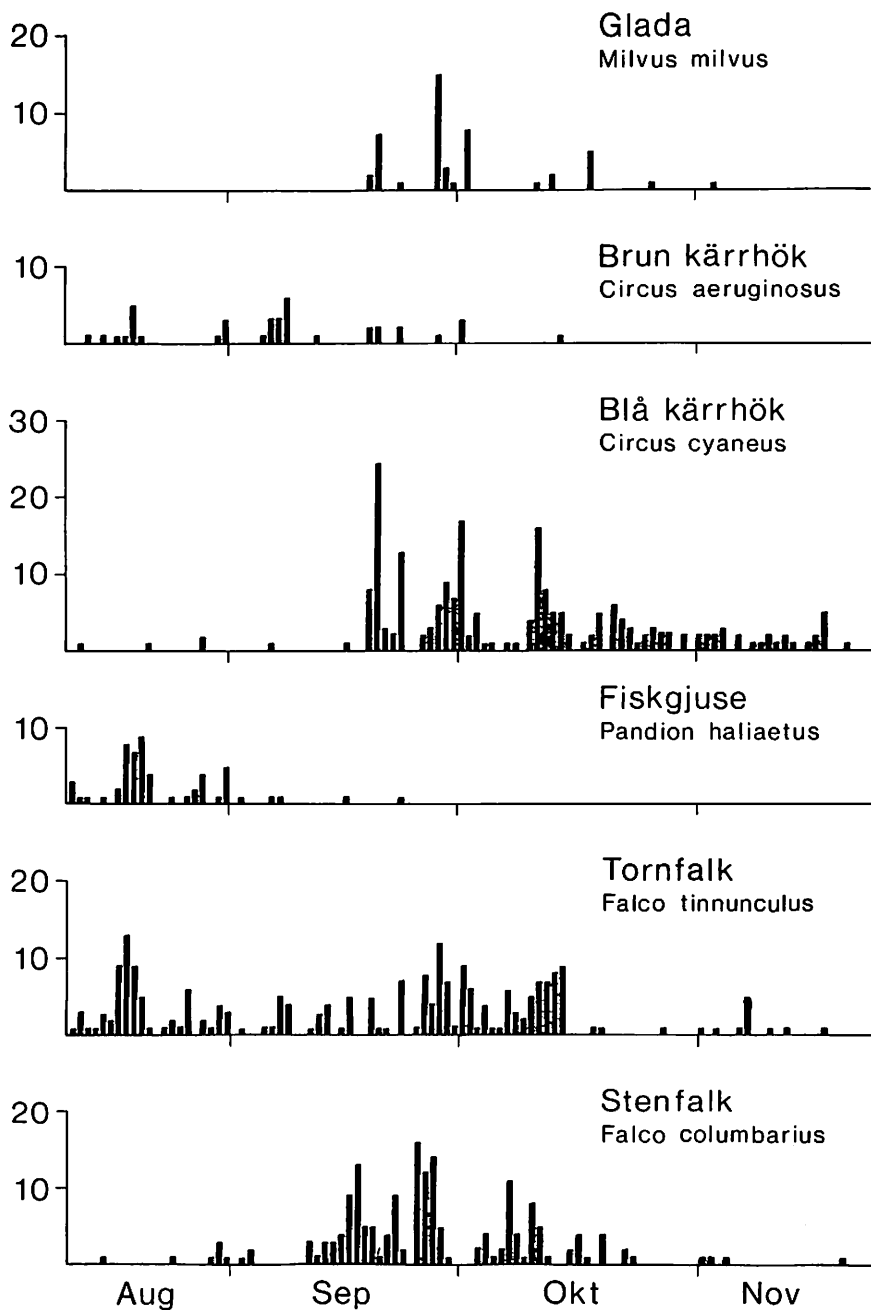 Glada
Milvus milvus
20
10
Brun kärrhök
Circus aeruginosus
10
Blå kärrhök
Circus cyaneus
30
20
10
Fiskgjuse
Pandion haliaetus
10
Tornfalk
Falco tinnunculus
20
10
Stenfalk
Falco columbarius
20
10
Aug Sep Okt Nov